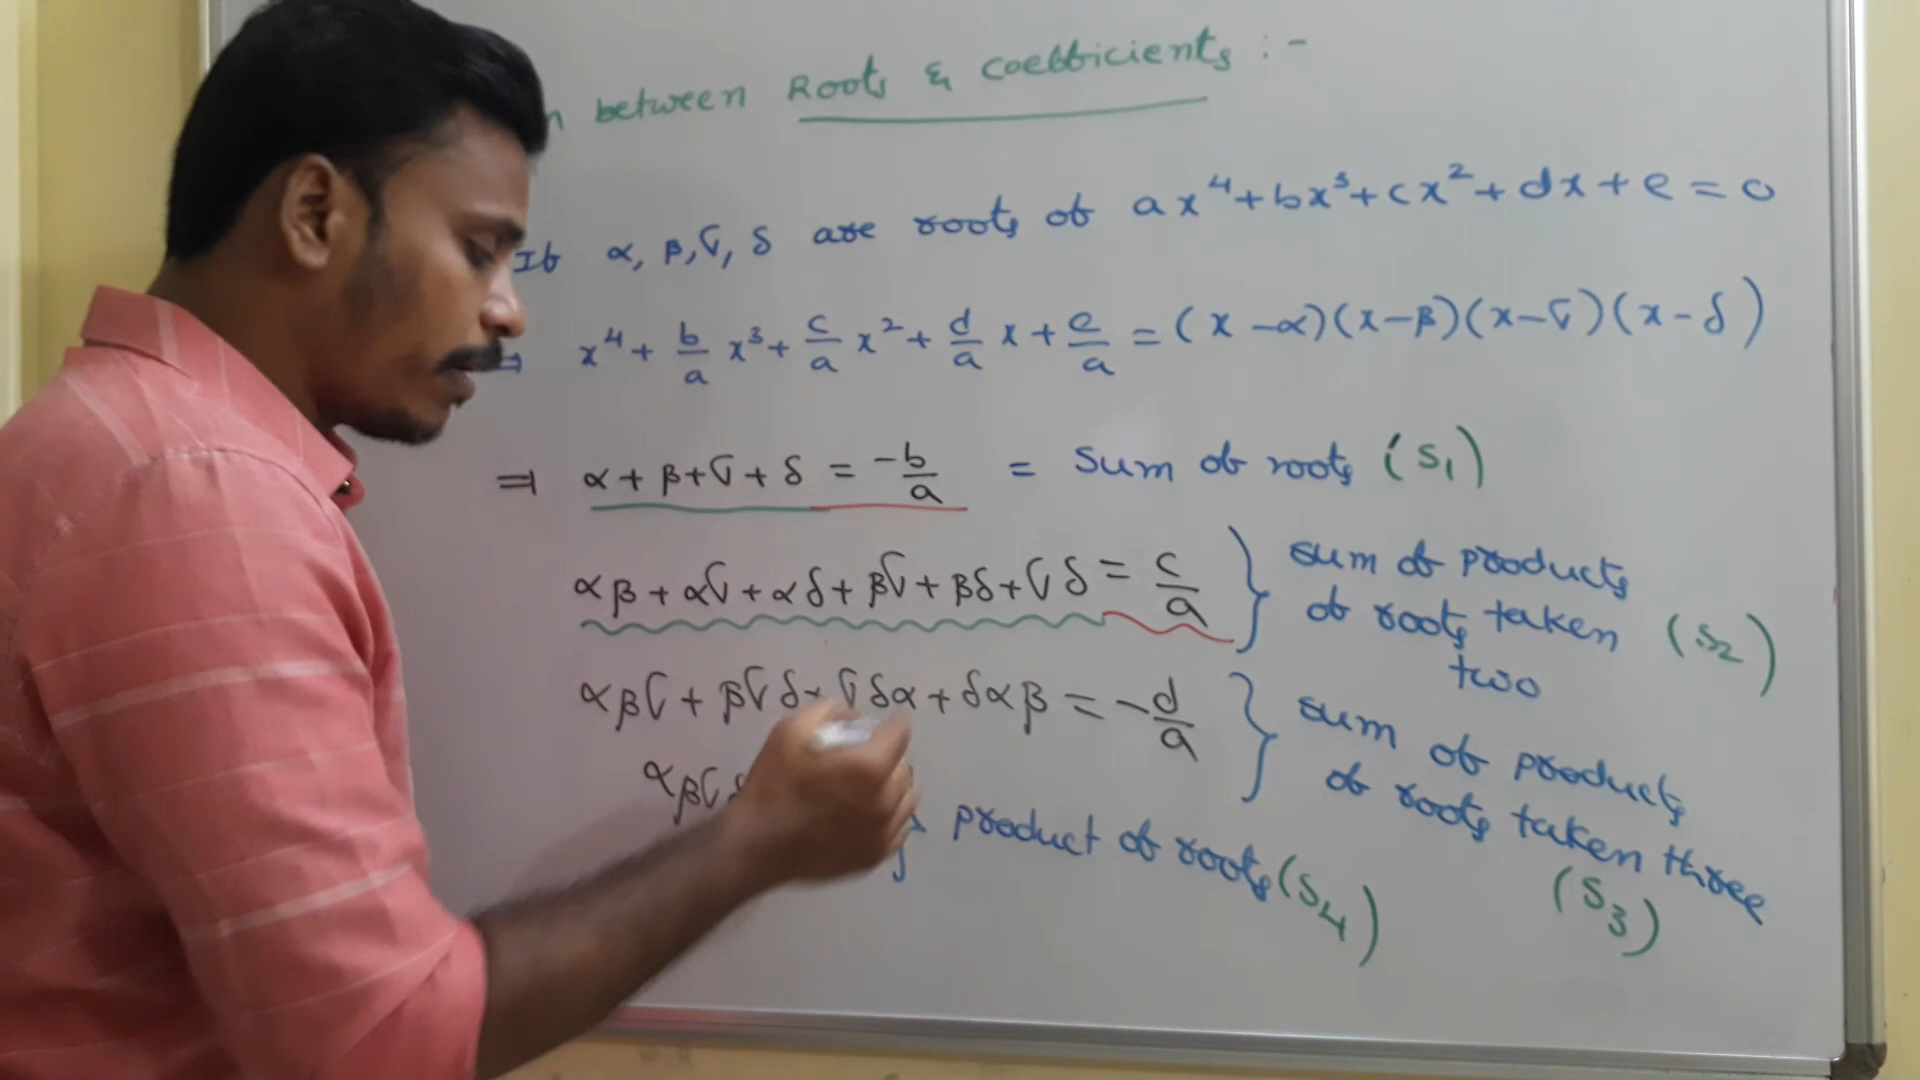 between Roots & coefficients :-
If α, β, γ, δ are roots of ax⁴+bx³+cx²+dx+e=0
⇒ x⁴+ b/a x³+ c/a x²+ d/a x+ e/a =(x-α)(x-β)(x-γ)(x-δ)
⇒ α+β+γ+δ = -b/a = sum of roots (S₁)
αβ+αγ+αδ+βγ+βδ+γδ= c/a } sum of products
of roots taken (S₂)
two
αβγ+βγδ+γδα+δαβ = -d/a } sum of products
of roots taken three
(S₃)
αβγδ } product of roots (S₄)